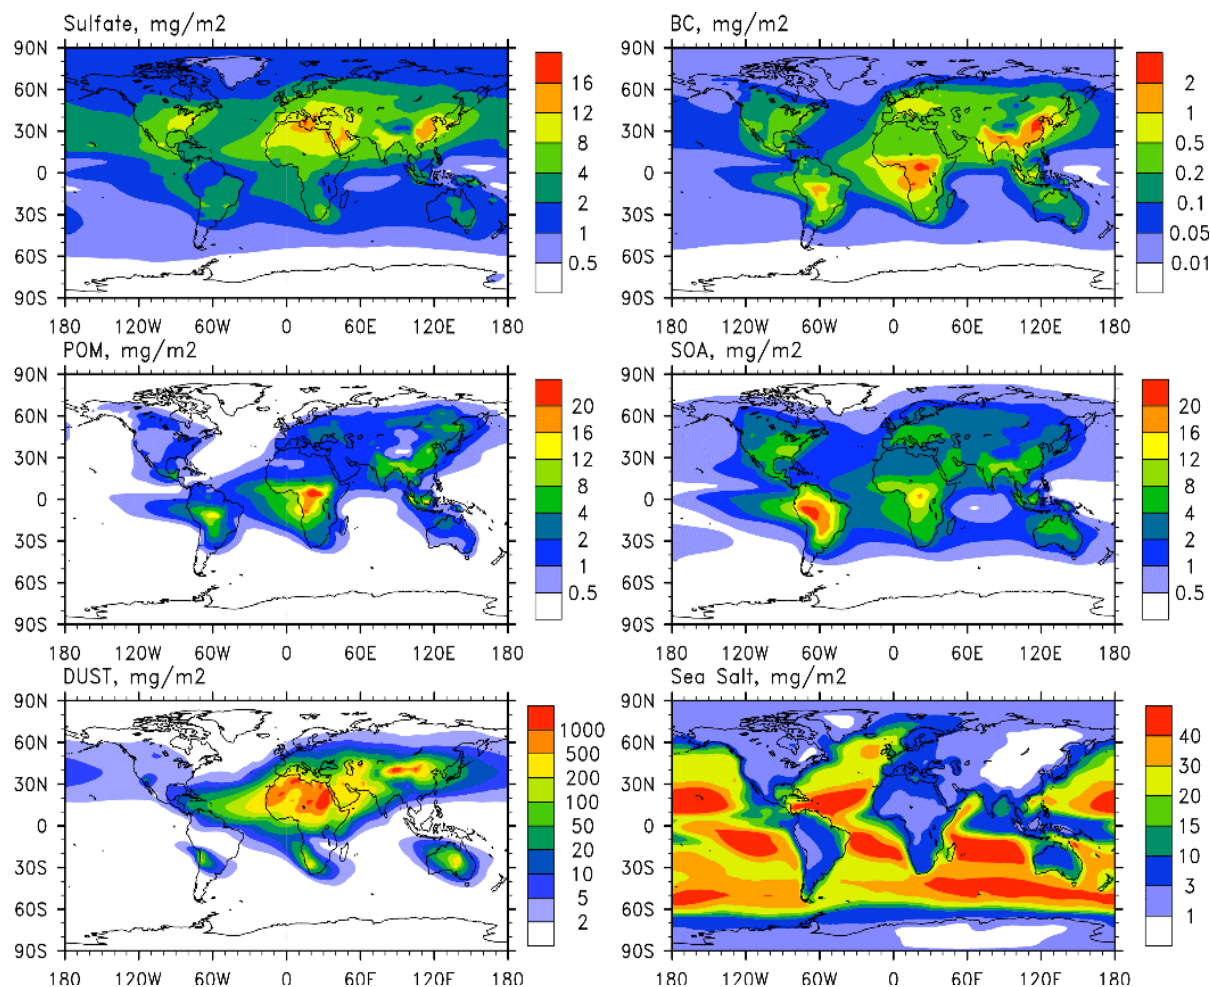 Sulfate, mg/m2
90N
60N
30N
0
30S
60S
90S
180 120W 60W 0 60E 120E 180
16
12
8
4
2
1
0.5
BC, mg/m2
90N
60N
30N
0
30S
60S
90S
180 120W 60W 0 60E 120E 180
2
1
0.5
0.2
0.1
0.05
0.01
POM, mg/m2
90N
60N
30N
0
30S
60S
90S
180 120W 60W 0 60E 120E 180
20
16
12
8
4
2
1
0.5
SOA, mg/m2
90N
60N
30N
0
30S
60S
90S
180 120W 60W 0 60E 120E 180
20
16
12
8
4
2
1
0.5
DUST, mg/m2
90N
60N
30N
0
30S
60S
90S
180 120W 60W 0 60E 120E 180
1000
500
200
100
50
20
10
5
2
Sea Salt, mg/m2
90N
60N
30N
0
30S
60S
90S
180 120W 60W 0 60E 120E 180
40
30
20
15
10
3
1